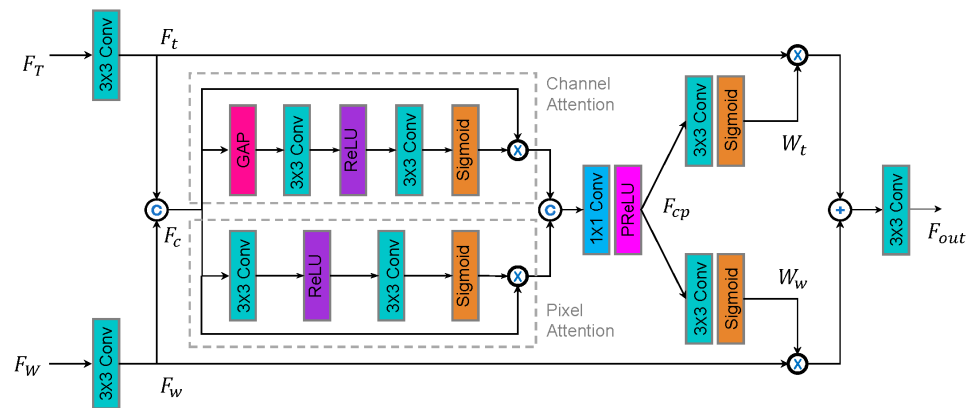 F_T
3X3 Conv
F_t
Channel
Attention
GAP
3X3 Conv
ReLU
3X3 Conv
Sigmoid
X
3X3 Conv
Sigmoid
X
W_t
C
F_c
C
1X1 Conv
PReLU
F_cp
+
3X3 Conv
F_out
3X3 Conv
ReLU
3X3 Conv
Sigmoid
X
Pixel
Attention
3X3 Conv
Sigmoid
W_w
F_W
3X3 Conv
F_w
X